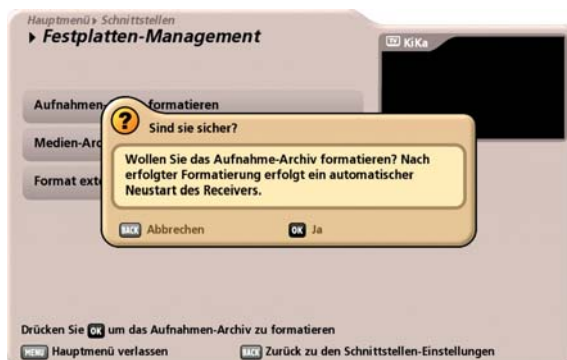 Hauptmenü › Schnittstellen
› Festplatten-Management
TV KiKa
Aufnahmen- formatieren
Medien-Arc
Format exte
?
Sind sie sicher?
Wollen Sie das Aufnahme-Archiv formatieren? Nach
erfolgter Formatierung erfolgt ein automatischer
Neustart des Receivers.
BACK Abbrechen OK Ja
Drücken Sie OK um das Aufnahmen-Archiv zu formatieren
MENU Hauptmenü verlassen BACK Zurück zu den Schnittstellen-Einstellungen